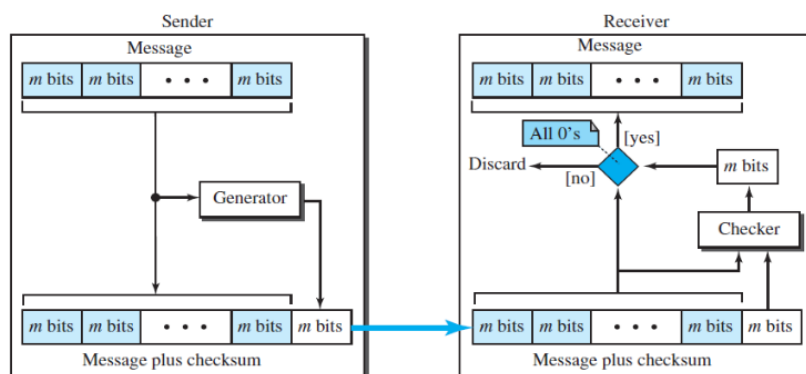 Sender
Message
m bits m bits • • • m bits
Generator
m bits m bits • • • m bits m bits
Message plus checksum
Receiver
Message
m bits m bits • • • m bits
All 0's
[yes]
Discard
[no]
m bits
Checker
m bits m bits • • • m bits m bits
Message plus checksum